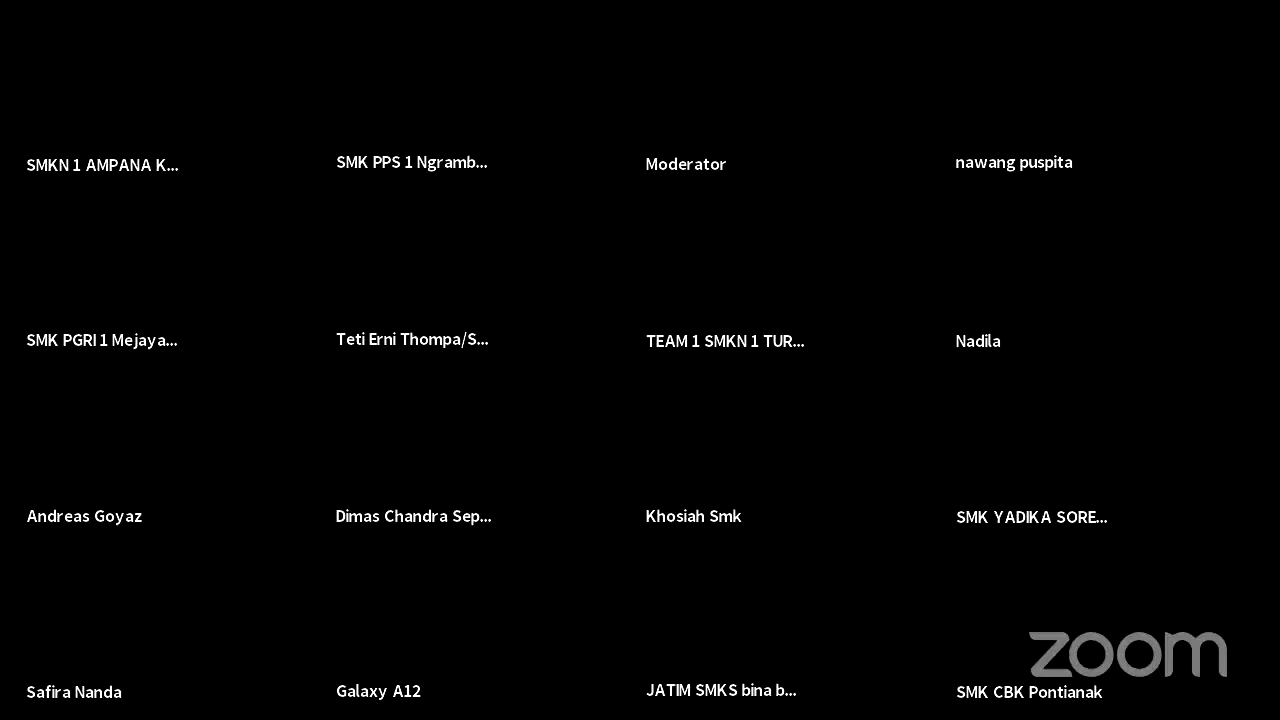 SMKN 1 AMPANA K...
SMK PPS 1 Ngramb...
Moderator
nawang puspita
SMK PGRI 1 Mejaya...
Teti Erni Thompa/S...
TEAM 1 SMKN 1 TUR...
Nadila
Andreas Goyaz
Dimas Chandra Sep...
Khosiah Smk
SMK YADIKA SORE...
Safira Nanda
Galaxy A12
JATIM SMKS bina b...
SMK CBK Pontianak
zoom